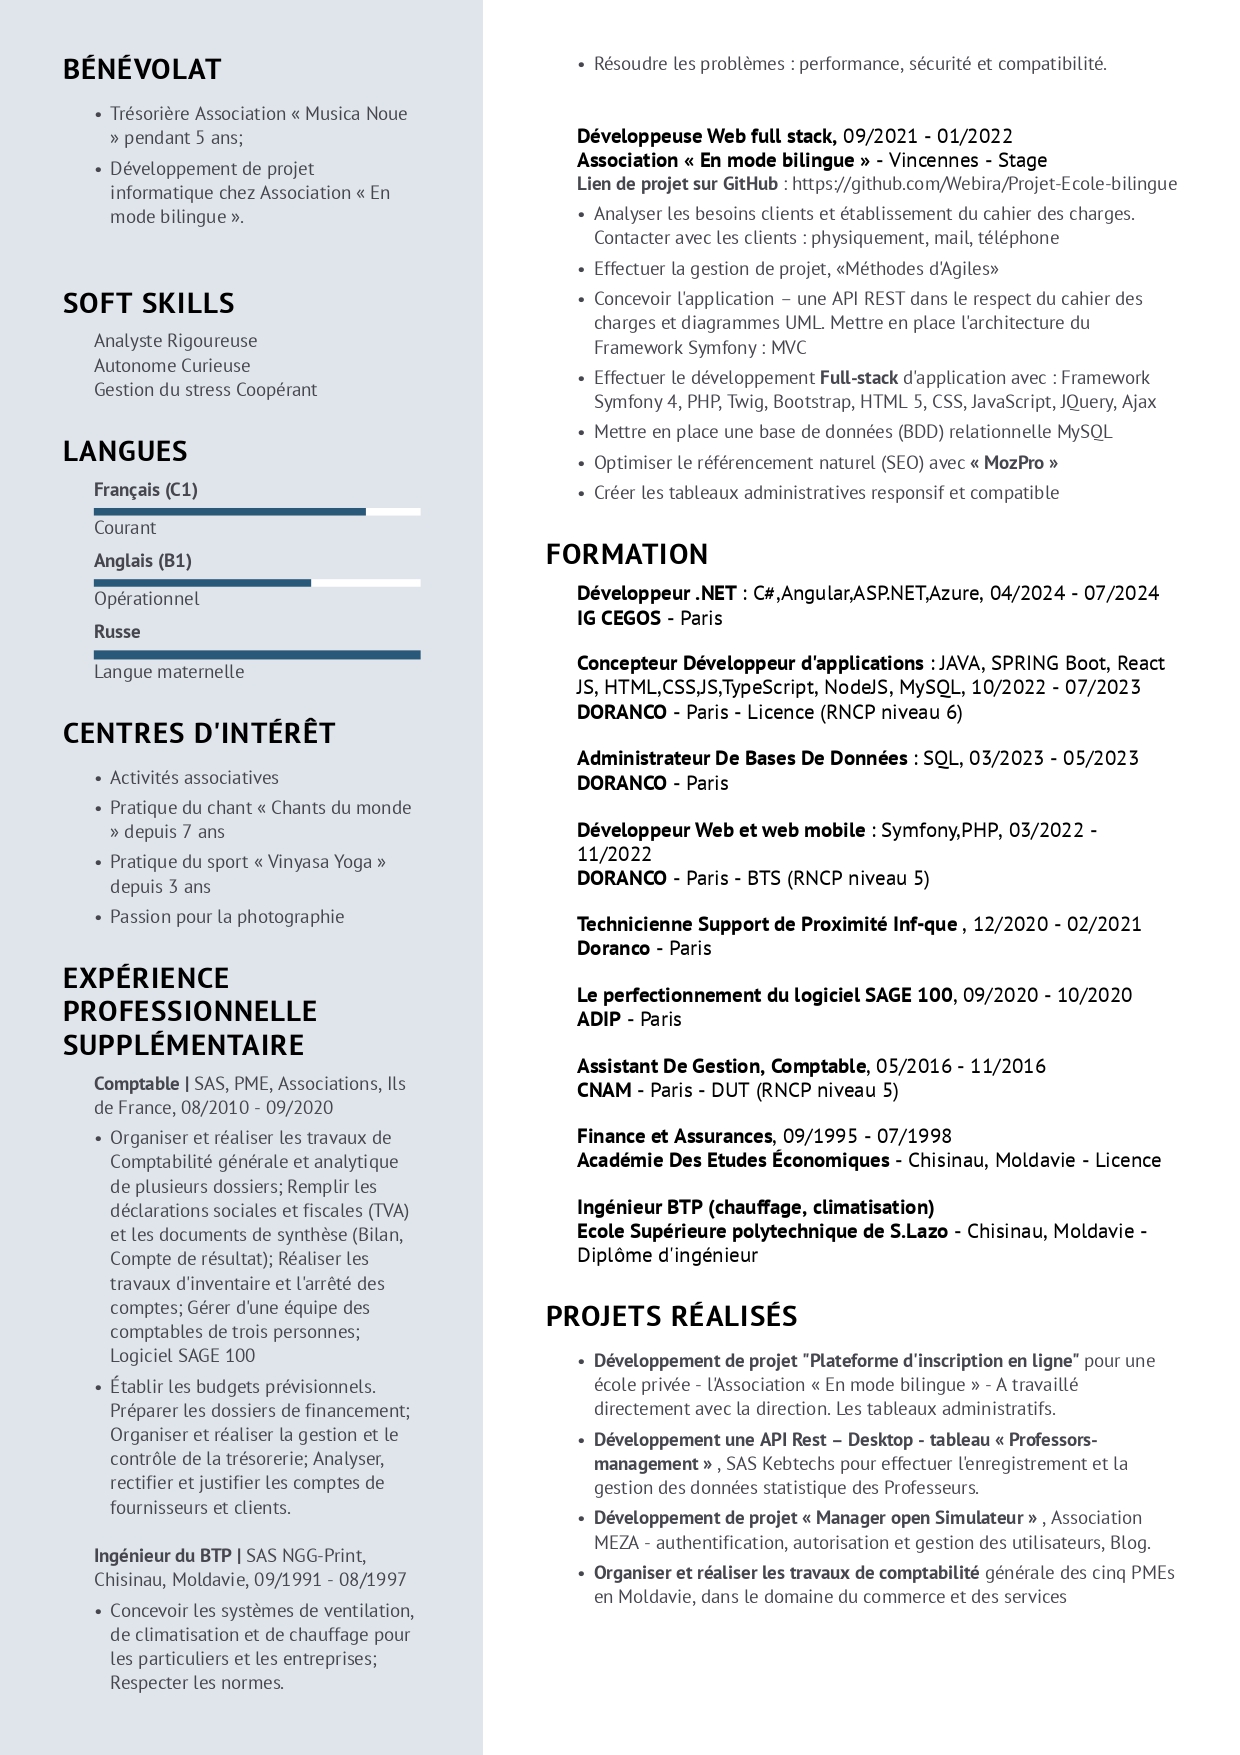 BÉNÉVOLAT
• Trésorière Association « Musica Noue
» pendant 5 ans;
• Développement de projet
informatique chez Association « En
mode bilingue ».
SOFT SKILLS
Analyste Rigoureuse
Autonome Curieuse
Gestion du stress Coopérant
LANGUES
Français (C1)
Courant
Anglais (B1)
Opérationnel
Russe
Langue maternelle
CENTRES D'INTÉRÊT
• Activités associatives
• Pratique du chant « Chants du monde
» depuis 7 ans
• Pratique du sport « Vinyasa Yoga »
depuis 3 ans
• Passion pour la photographie
EXPÉRIENCE
PROFESSIONNELLE
SUPPLÉMENTAIRE
Comptable | SAS, PME, Associations, Ils
de France, 08/2010 - 09/2020
• Organiser et réaliser les travaux de
Comptabilité générale et analytique
de plusieurs dossiers; Remplir les
déclarations sociales et fiscales (TVA)
et les documents de synthèse (Bilan,
Compte de résultat); Réaliser les
travaux d'inventaire et l'arrêté des
comptes; Gérer d'une équipe des
comptables de trois personnes;
Logiciel SAGE 100
• Établir les budgets prévisionnels.
Préparer les dossiers de financement;
Organiser et réaliser la gestion et le
contrôle de la trésorerie; Analyser,
rectifier et justifier les comptes de
fournisseurs et clients.
Ingénieur du BTP | SAS NGG-Print,
Chisinau, Moldavie, 09/1991 - 08/1997
• Concevoir les systèmes de ventilation,
de climatisation et de chauffage pour
les particuliers et les entreprises;
Respecter les normes.
• Résoudre les problèmes : performance, sécurité et compatibilité.
Développeuse Web full stack, 09/2021 - 01/2022
Association « En mode bilingue » - Vincennes - Stage
Lien de projet sur GitHub : https://github.com/Webira/Projet-Ecole-bilingue
• Analyser les besoins clients et établissement du cahier des charges.
Contacter avec les clients : physiquement, mail, téléphone
• Effectuer la gestion de projet, «Méthodes d'Agiles»
• Concevoir l'application – une API REST dans le respect du cahier des
charges et diagrammes UML. Mettre en place l'architecture du
Framework Symfony : MVC
• Effectuer le développement Full-stack d'application avec : Framework
Symfony 4, PHP, Twig, Bootstrap, HTML 5, CSS, JavaScript, JQuery, Ajax
• Mettre en place une base de données (BDD) relationnelle MySQL
• Optimiser le référencement naturel (SEO) avec « MozPro »
• Créer les tableaux administratives responsif et compatible
FORMATION
Développeur .NET : C#,Angular,ASP.NET,Azure, 04/2024 - 07/2024
IG CEGOS - Paris
Concepteur Développeur d'applications : JAVA, SPRING Boot, React
JS, HTML,CSS,JS,TypeScript, NodeJS, MySQL, 10/2022 - 07/2023
DORANCO - Paris - Licence (RNCP niveau 6)
Administrateur De Bases De Données : SQL, 03/2023 - 05/2023
DORANCO - Paris
Développeur Web et web mobile : Symfony,PHP, 03/2022 -
11/2022
DORANCO - Paris - BTS (RNCP niveau 5)
Technicienne Support de Proximité Inf-que , 12/2020 - 02/2021
Doranco - Paris
Le perfectionnement du logiciel SAGE 100, 09/2020 - 10/2020
ADIP - Paris
Assistant De Gestion, Comptable, 05/2016 - 11/2016
CNAM - Paris - DUT (RNCP niveau 5)
Finance et Assurances, 09/1995 - 07/1998
Académie Des Etudes Économiques - Chisinau, Moldavie - Licence
Ingénieur BTP (chauffage, climatisation)
Ecole Supérieure polytechnique de S.Lazo - Chisinau, Moldavie -
Diplôme d'ingénieur
PROJETS RÉALISÉS
• Développement de projet "Plateforme d'inscription en ligne" pour une
école privée - l'Association « En mode bilingue » - A travaillé
directement avec la direction. Les tableaux administratifs.
• Développement une API Rest – Desktop - tableau « Professors-
management » , SAS Kebtechs pour effectuer l'enregistrement et la
gestion des données statistique des Professeurs.
• Développement de projet « Manager open Simulateur » , Association
MEZA - authentification, autorisation et gestion des utilisateurs, Blog.
• Organiser et réaliser les travaux de comptabilité générale des cinq PMEs
en Moldavie, dans le domaine du commerce et des services